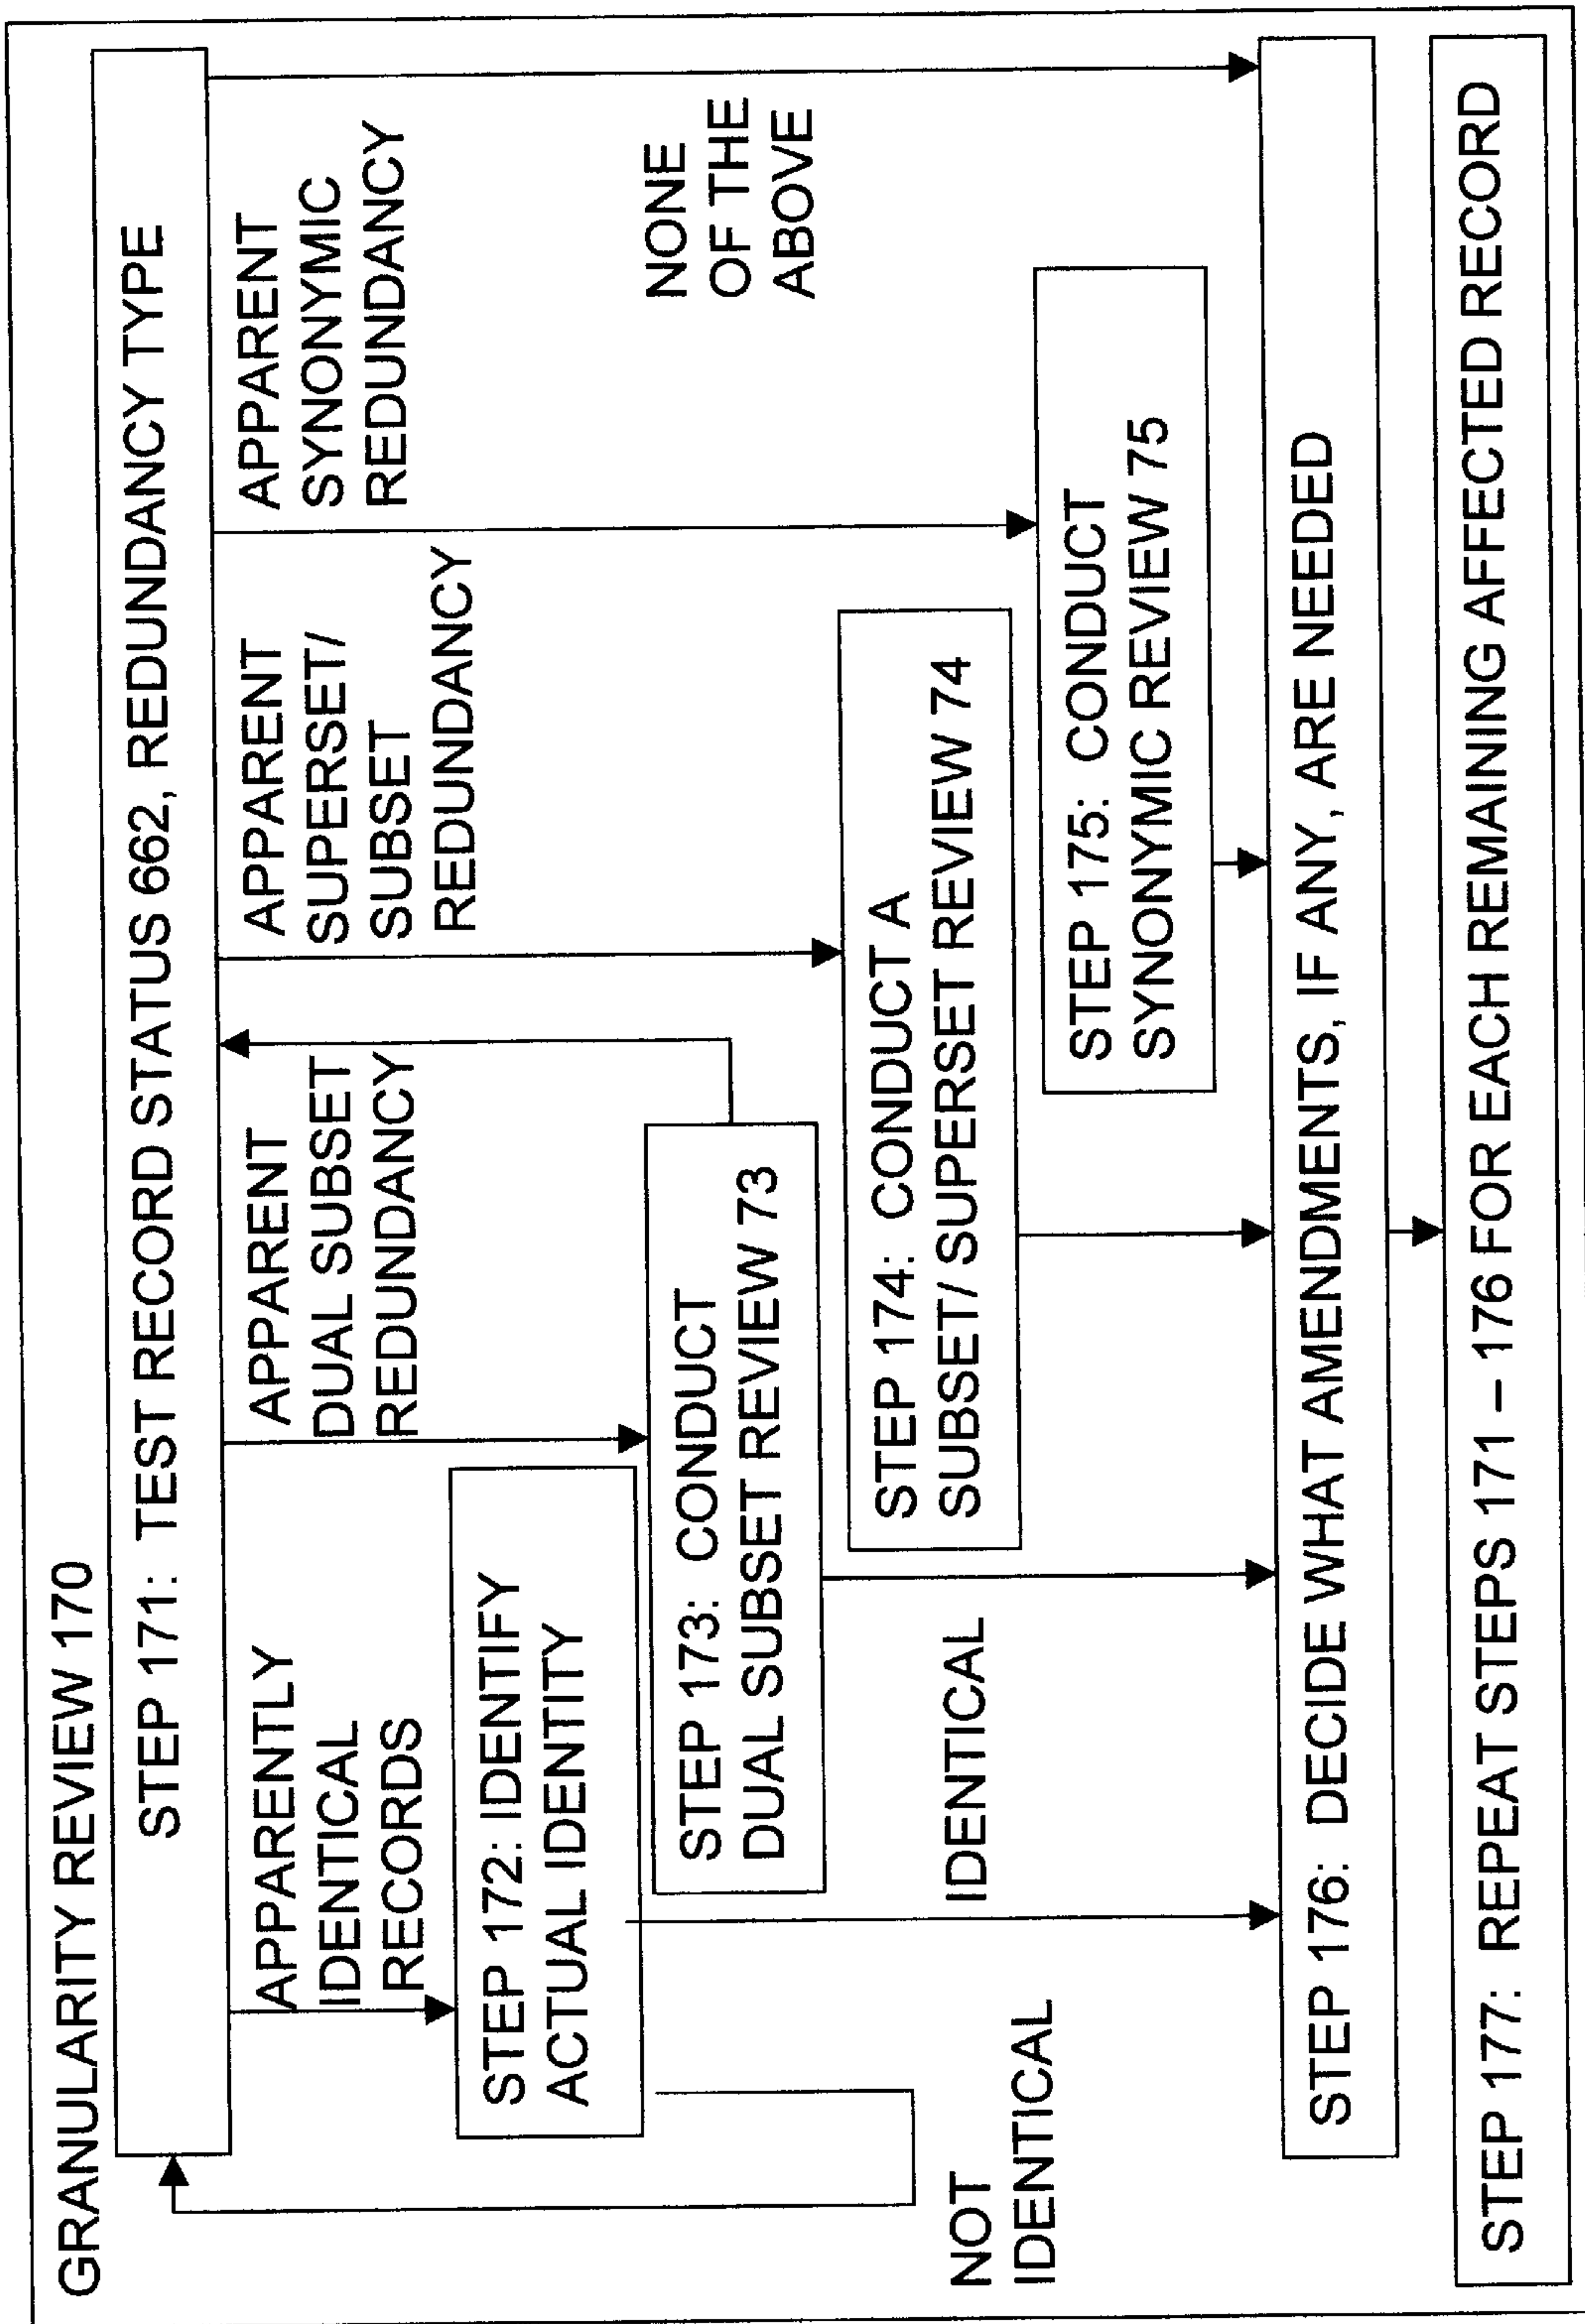 GRANULARITY REVIEW 170
STEP 171: TEST RECORD STATUS 662, REDUNDANCY TYPE
APPARENTLY
IDENTICAL
RECORDS
APPARENT
DUAL SUBSET
REDUNDANCY
APPARENT
SUPERSET/
SUBSET
REDUNDANCY
APPARENT
SYNONYMIC
REDUNDANCY
STEP 172: IDENTIFY
ACTUAL IDENTITY
STEP 173: CONDUCT
DUAL SUBSET REVIEW 73
NONE
OF THE
ABOVE
STEP 174: CONDUCT A
SUBSET/ SUPERSET REVIEW 74
NOT
IDENTICAL
IDENTICAL
STEP 175: CONDUCT
SYNONYMIC REVIEW 75
STEP 176: DECIDE WHAT AMENDMENTS, IF ANY, ARE NEEDED
STEP 177: REPEAT STEPS 171 – 176 FOR EACH REMAINING AFFECTED RECORD